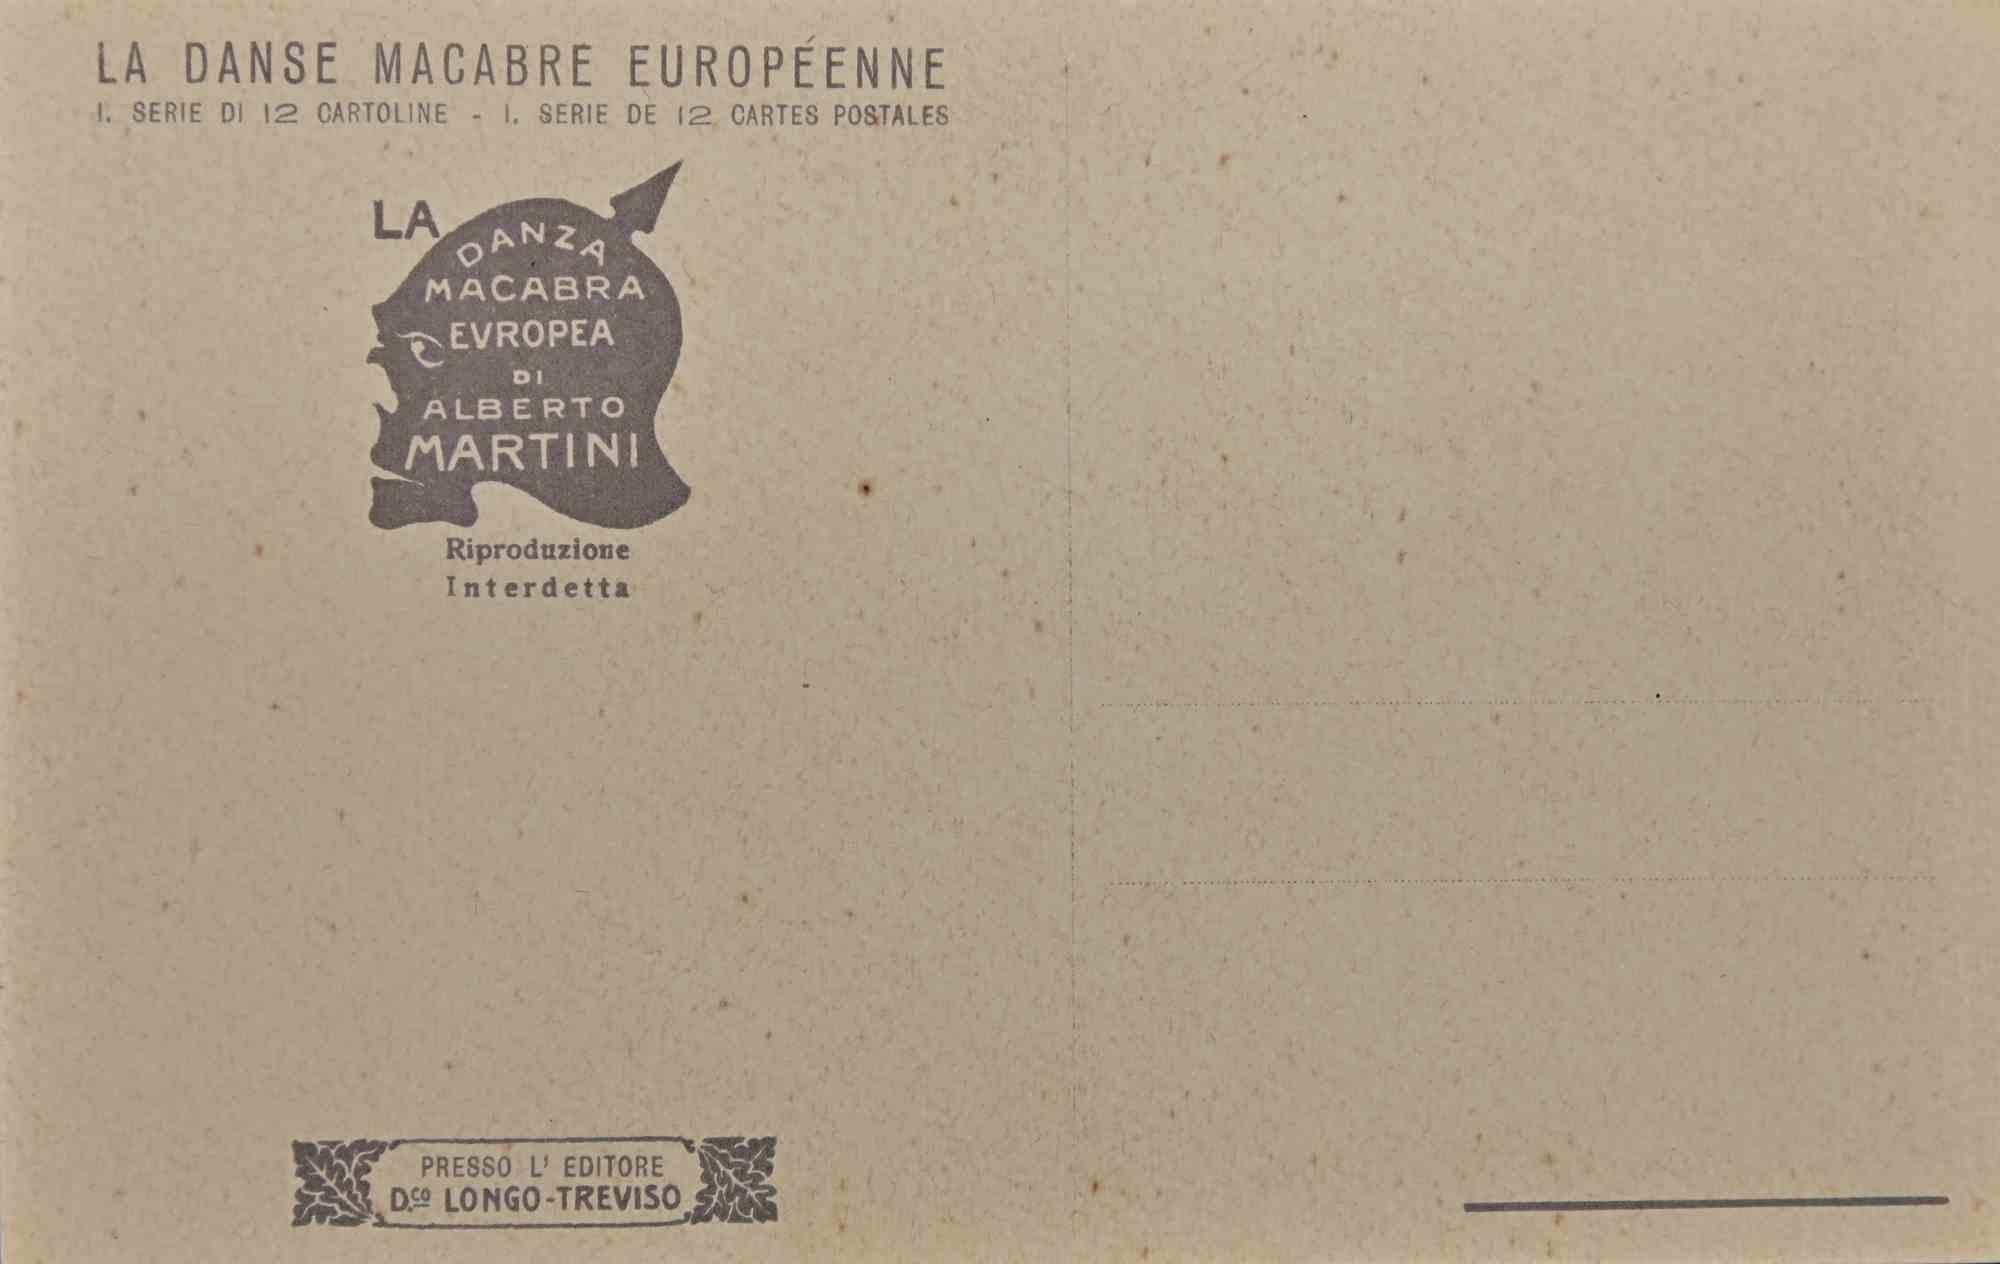 LA DANSE MACABRE EUROPÉENNE
I. SERIE DI 12 CARTOLINE - I. SERIE DE 12 CARTES POSTALES
LA
DANZA
MACABRA
EVROPEA
DI
ALBERTO
MARTINI
Riproduzione
Interdetta
PRESSO L' EDITORE
D.co LONGO-TREVISO